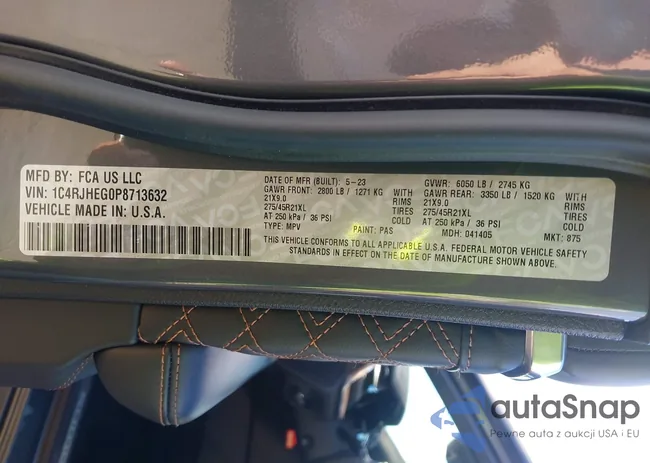 MFD BY: FCA US LLC
VIN: 1C4RJHEG0P8713632
VEHICLE MADE IN: U.S.A.
DATE OF MFR (BUILT): 5-23 GVWR: 6050 LB / 2745 KG
GAWR FRONT: 2800 LB / 1271 KG GAWR REAR: 3350 LB / 1520 KG
21X9.0 RIMS 21X9.0 RIMS
275/45R21XL TIRES 275/45R21XL TIRES
AT 250 kPa / 36 PSI COLD AT 250 kPa / 36 PSI COLD
TYPE: MPV PAINT: PAS MDH: 041405 MKT: 875
THIS VEHICLE CONFORMS TO ALL APPLICABLE U.S.A. FEDERAL MOTOR VEHICLE SAFETY
STANDARDS IN EFFECT ON THE DATE OF MANUFACTURE SHOWN ABOVE.
autaSnap
Pewne auta z aukcji USA i EU